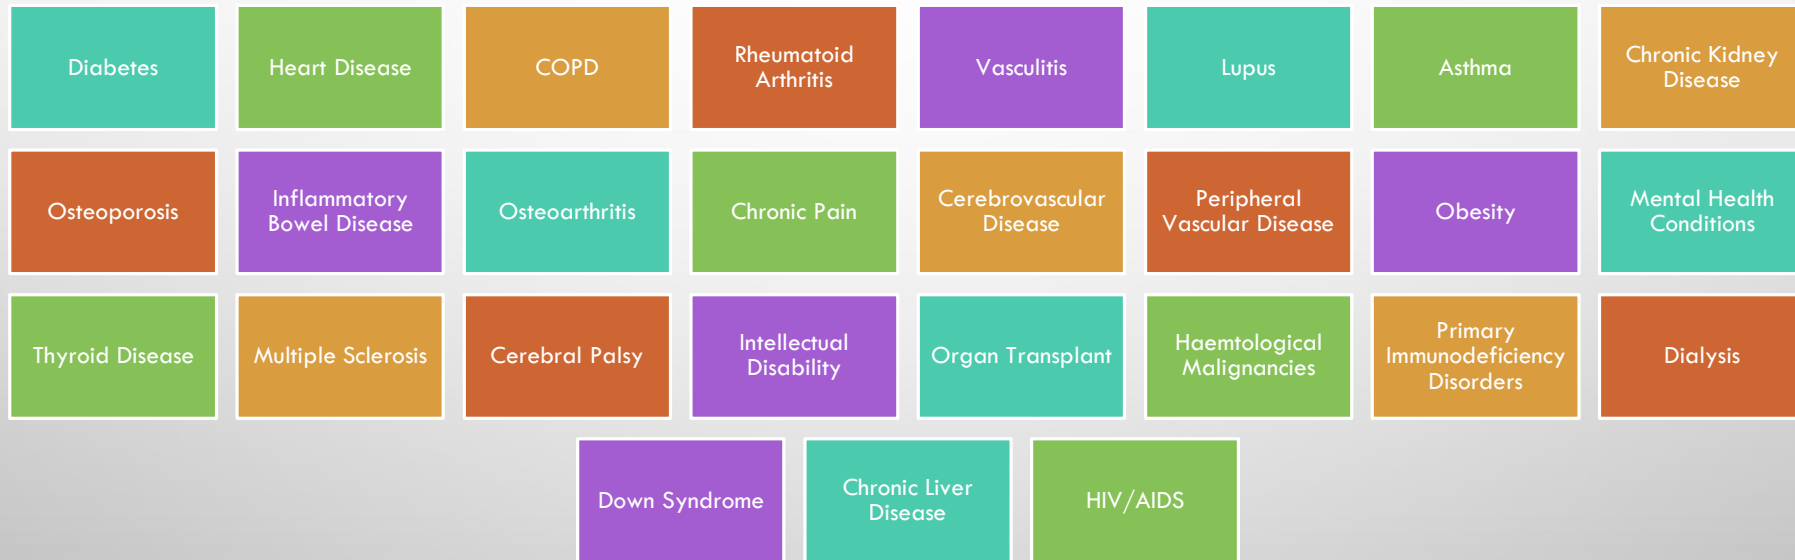 Diabetes
Heart Disease
COPD
Rheumatoid
Arthritis
Vasculitis
Lupus
Asthma
Chronic Kidney
Disease
Osteoporosis
Inflammatory
Bowel Disease
Osteoarthritis
Chronic Pain
Cerebrovascular
Disease
Peripheral
Vascular Disease
Obesity
Mental Health
Conditions
Thyroid Disease
Multiple Sclerosis
Cerebral Palsy
Intellectual
Disability
Organ Transplant
Haemtological
Malignancies
Primary
Immunodeficiency
Disorders
Dialysis
Down Syndrome
Chronic Liver
Disease
HIV/AIDS